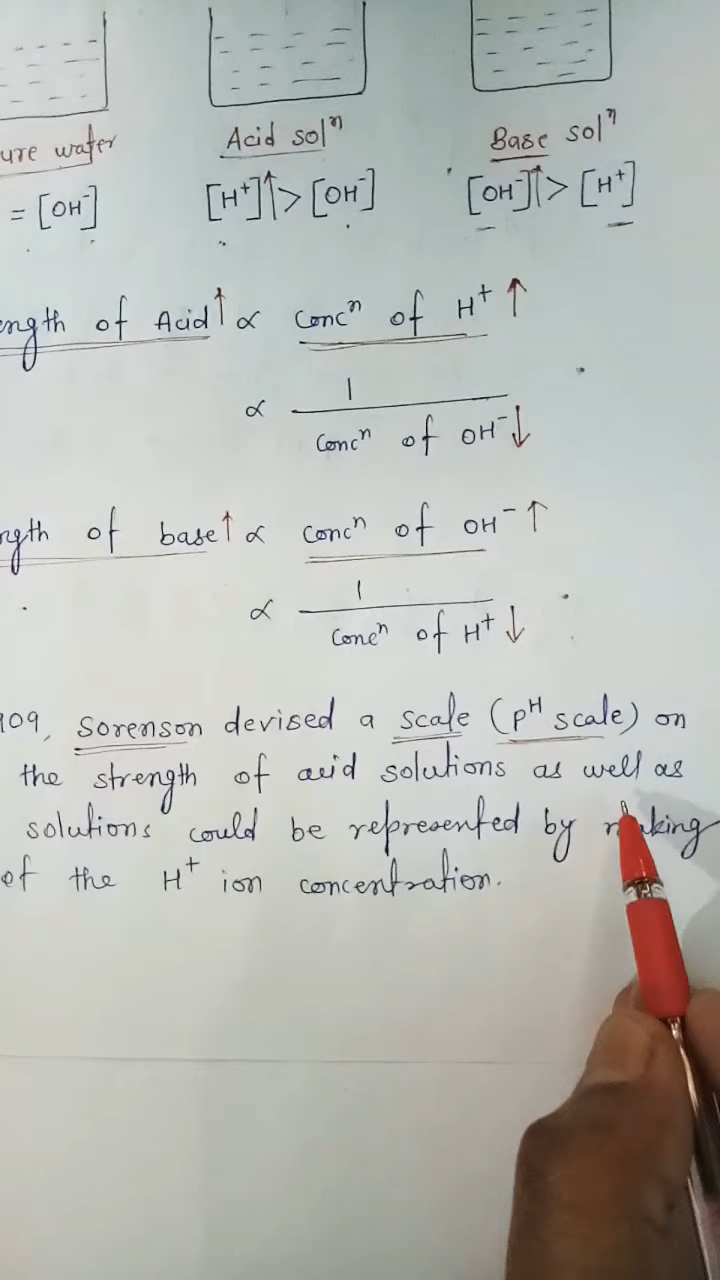 ure water Acid solⁿ Base solⁿ
= [OH⁻] [H⁺]↑ > [OH⁻] [OH⁻]↑ > [H⁺]
ength of Acid↑ ∝ Concⁿ of H⁺ ↑
∝ 1 / Concⁿ of OH⁻ ↓
ngth of base↑ ∝ Concⁿ of OH⁻ ↑
∝ 1 / Concⁿ of H⁺ ↓
909, Sorenson devised a scale (pᴴ scale) on
the strength of acid solutions as well as
solutions could be represented by making
of the H⁺ ion concentration.